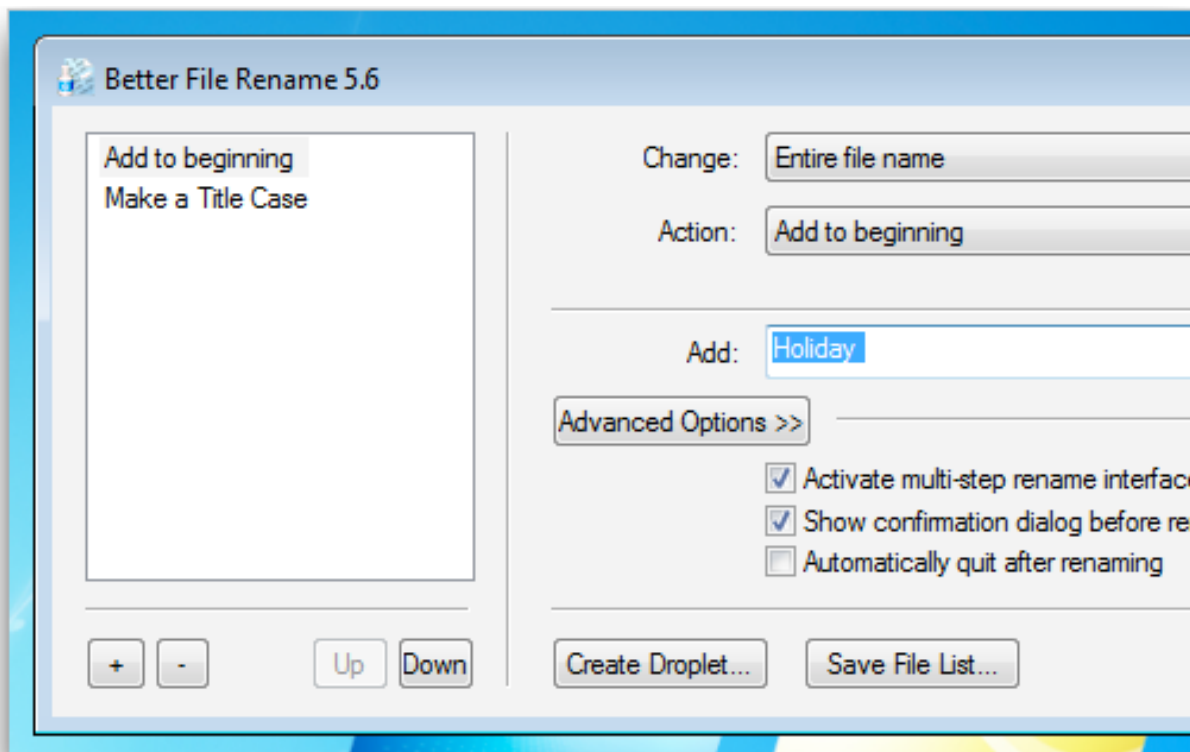 Better File Rename 5.6
Add to beginning
Make a Title Case
Change: Entire file name
Action: Add to beginning
Add: Holiday
Advanced Options >>
Activate multi-step rename interface
Show confirmation dialog before re
Automatically quit after renaming
+ - Up Down
Create Droplet... Save File List...